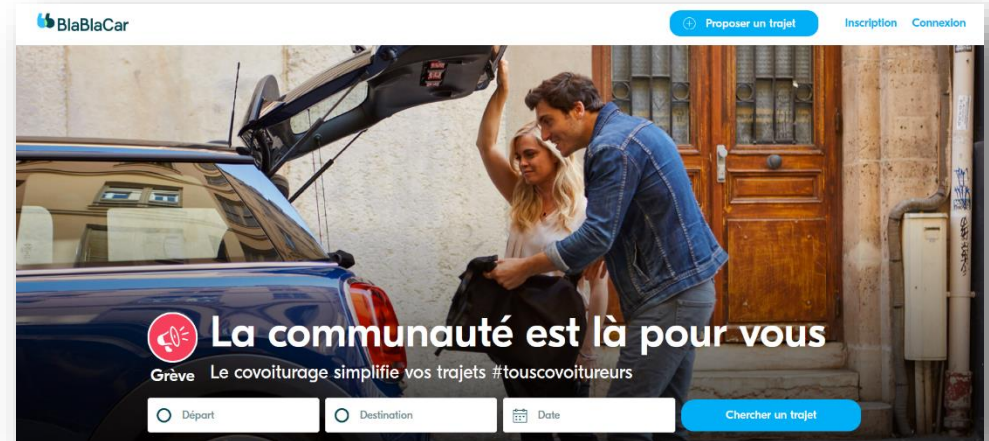 BlaBlaCar
Proposer un trajet
Inscription
Connexion
La communauté est là pour vous
Grève
Le covoiturage simplifie vos trajets #touscovoitureurs
Départ
Destination
Date
Chercher un trajet